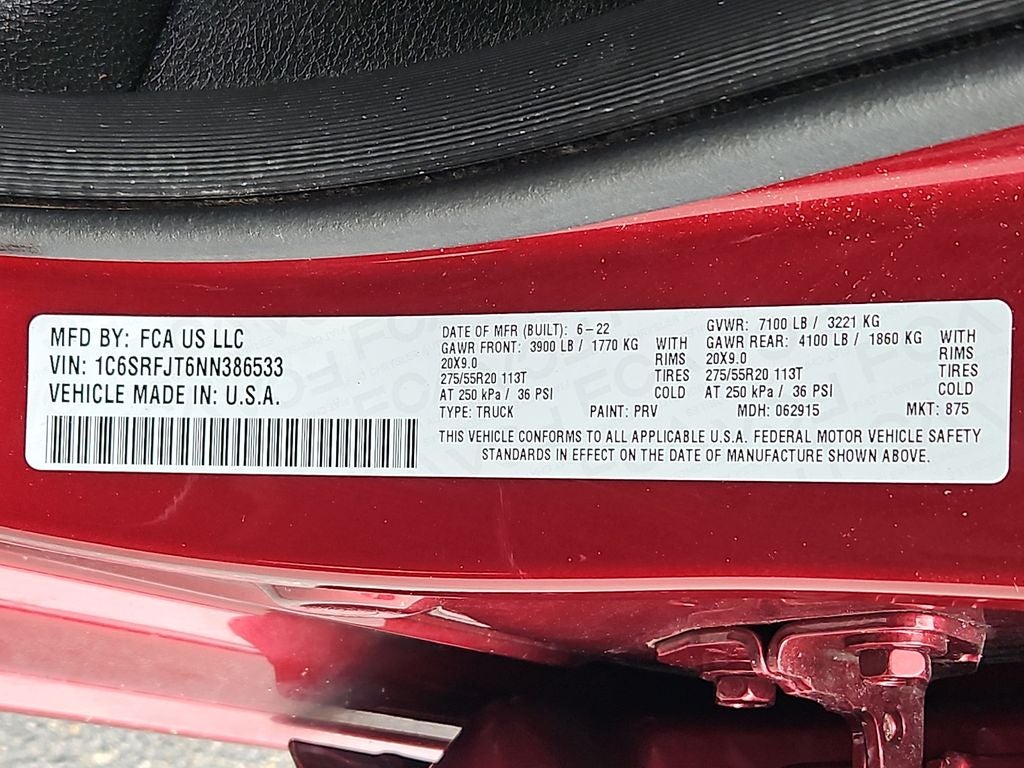 MFD BY: FCA US LLC
VIN: 1C6SRFJT6NN386533
VEHICLE MADE IN: U.S.A.
DATE OF MFR (BUILT): 6-22
GAWR FRONT: 3900 LB / 1770 KG WITH
20X9.0 RIMS
275/55R20 113T TIRES
AT 250 kPa / 36 PSI COLD
GVWR: 7100 LB / 3221 KG
GAWR REAR: 4100 LB / 1860 KG WITH
20X9.0 RIMS
275/55R20 113T TIRES
AT 250 kPa / 36 PSI COLD
TYPE: TRUCK PAINT: PRV MDH: 062915 MKT: 875
THIS VEHICLE CONFORMS TO ALL APPLICABLE U.S.A. FEDERAL MOTOR VEHICLE SAFETY
STANDARDS IN EFFECT ON THE DATE OF MANUFACTURE SHOWN ABOVE.